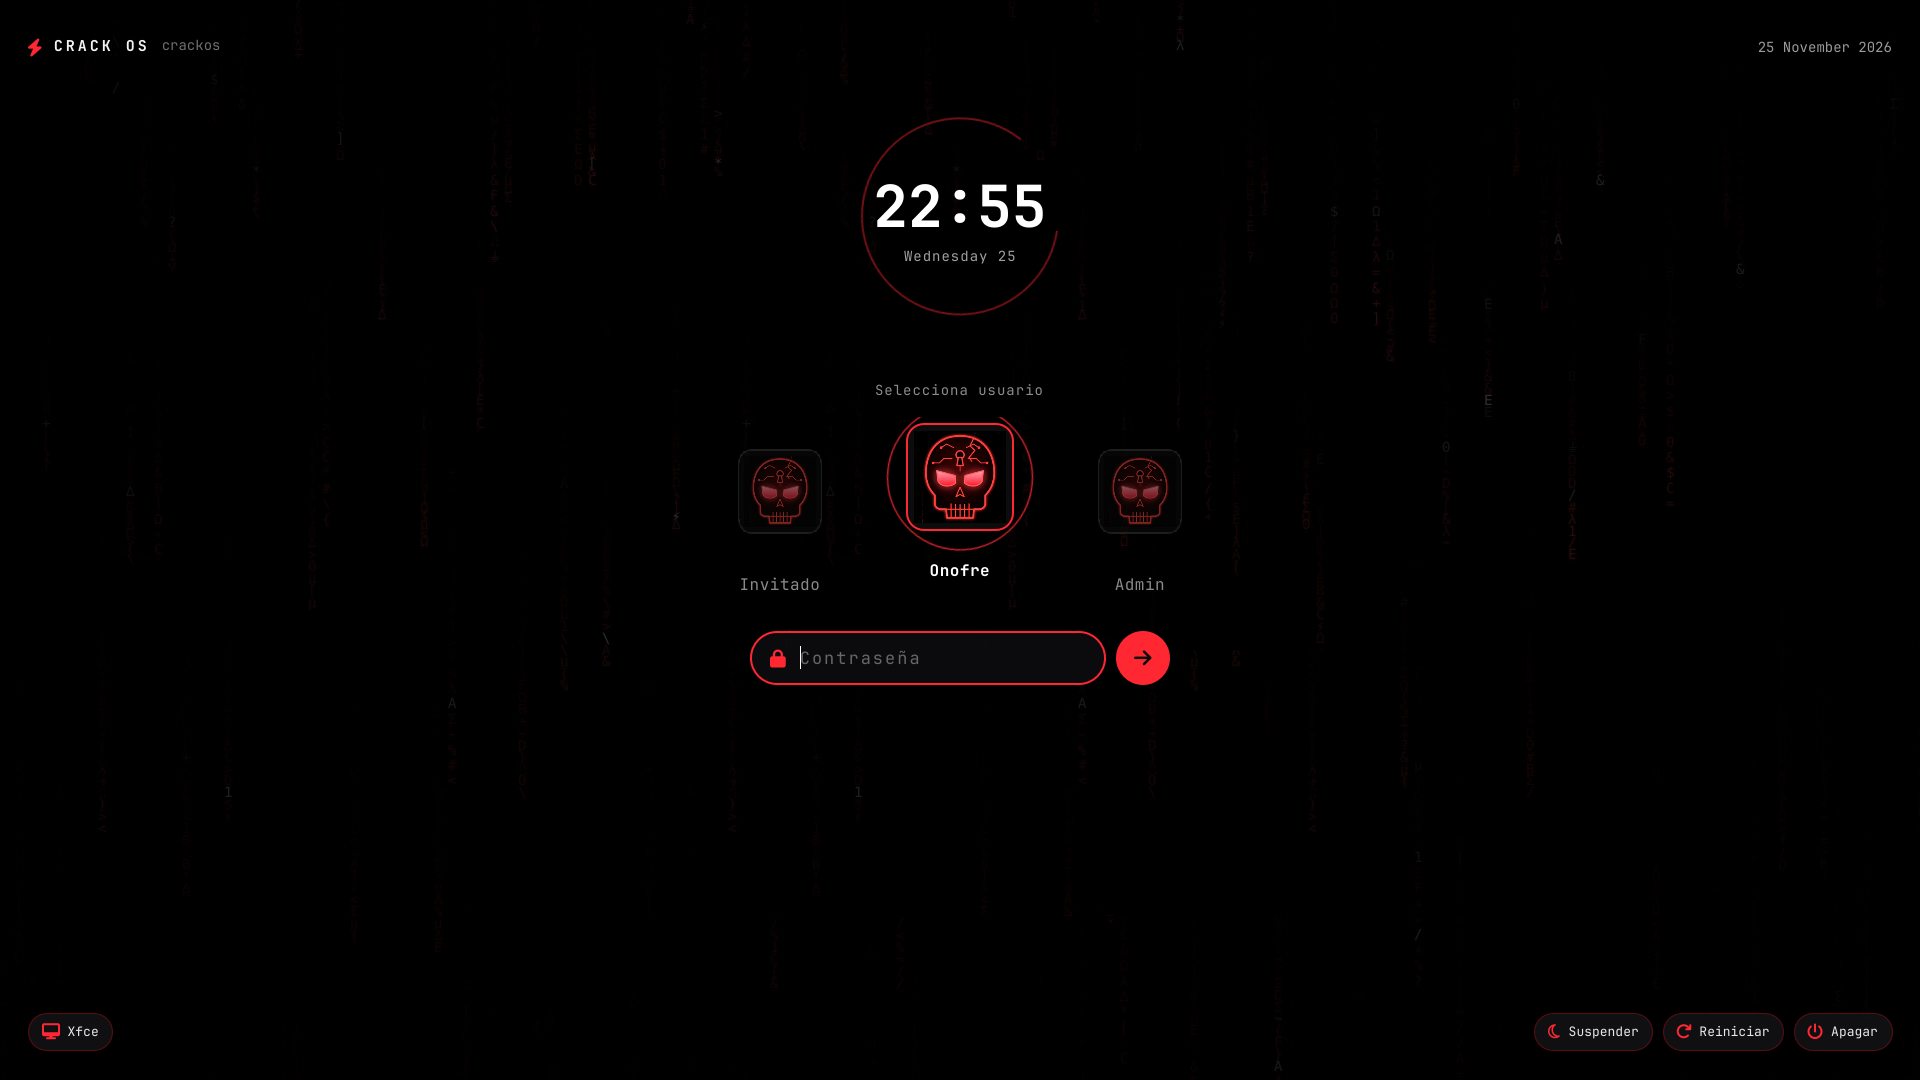 CRACK OS crackos
25 November 2026
22:55
Wednesday 25
Selecciona usuario
Invitado
Onofre
Admin
Contraseña
Xfce
Suspender
Reiniciar
Apagar